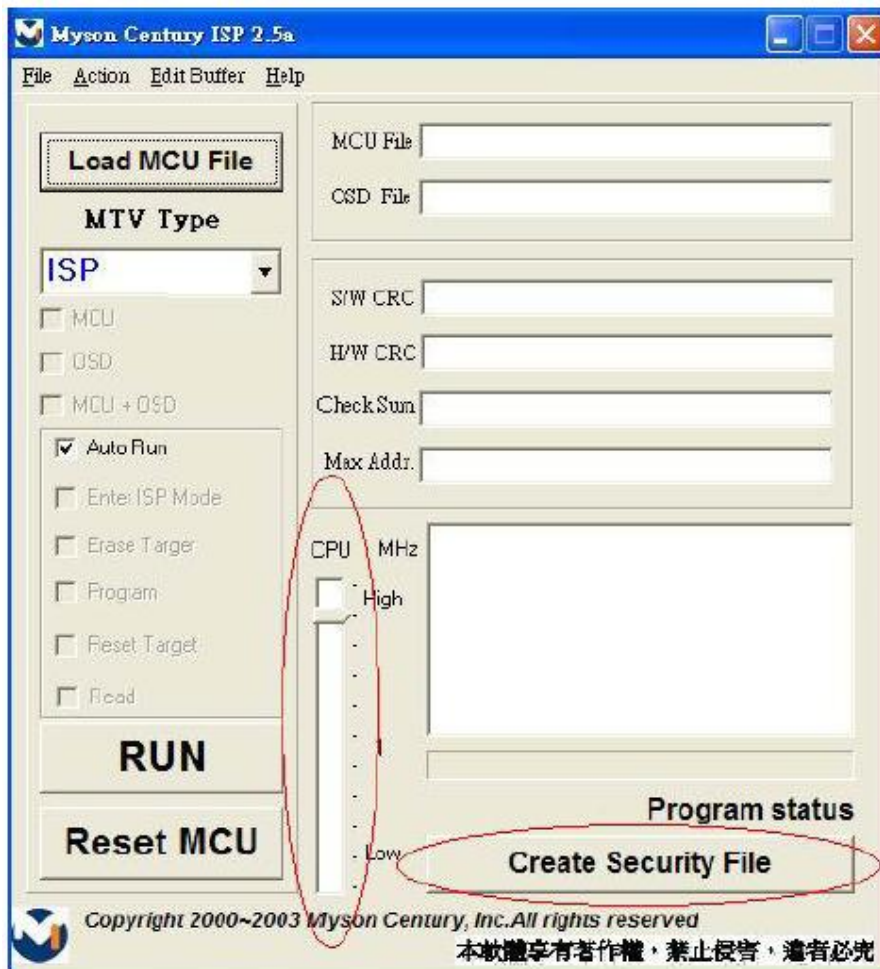 Myson Century ISP 2.5a
File Action Edit Buffer Help
Load MCU File
MTV Type
ISP
MCU
OSD
MCU + OSD
Auto Run
Enter ISP Mode
Erase Targer
Program
Reset Target
Read
RUN
Reset MCU
MCU File
OSD File
S/W CRC
H/W CRC
Check Sum
Max Addr.
CPU MHz
High
Low
Program status
Create Security File
Copyright 2000~2003 Myson Century, Inc.All rights reserved
本軟體享有著作權，禁止侵害，違者必究